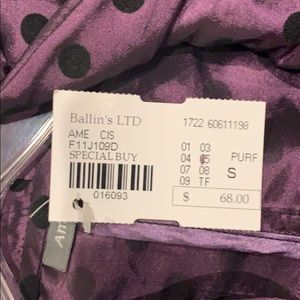 Ballin's LTD
1722 60611198
AME CIS
F11J109D
SPECIAL BUY
01 03
04 05 PURF
07 08 S
09 TF
016093
$ 68.00
Am